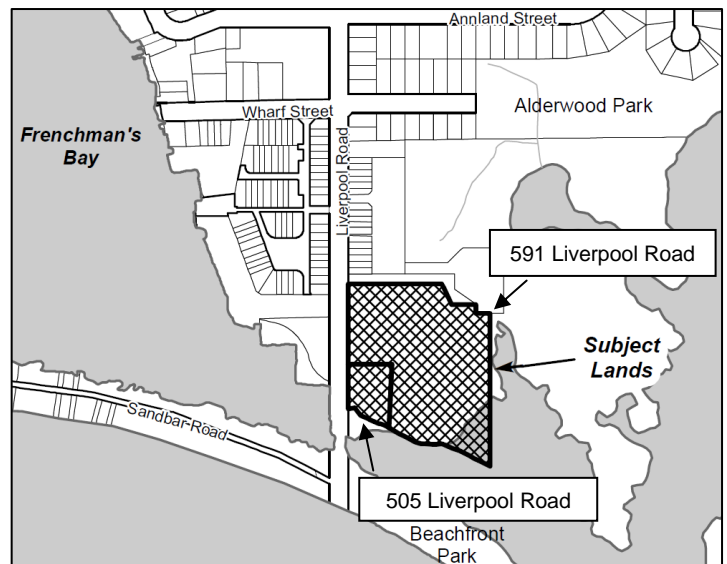 Annland Street
Alderwood Park
Wharf Street
Frenchman's
Bay
Liverpool Road
591 Liverpool Road
Subject
Lands
Sandbar Road
505 Liverpool Road
Beachfront
Park